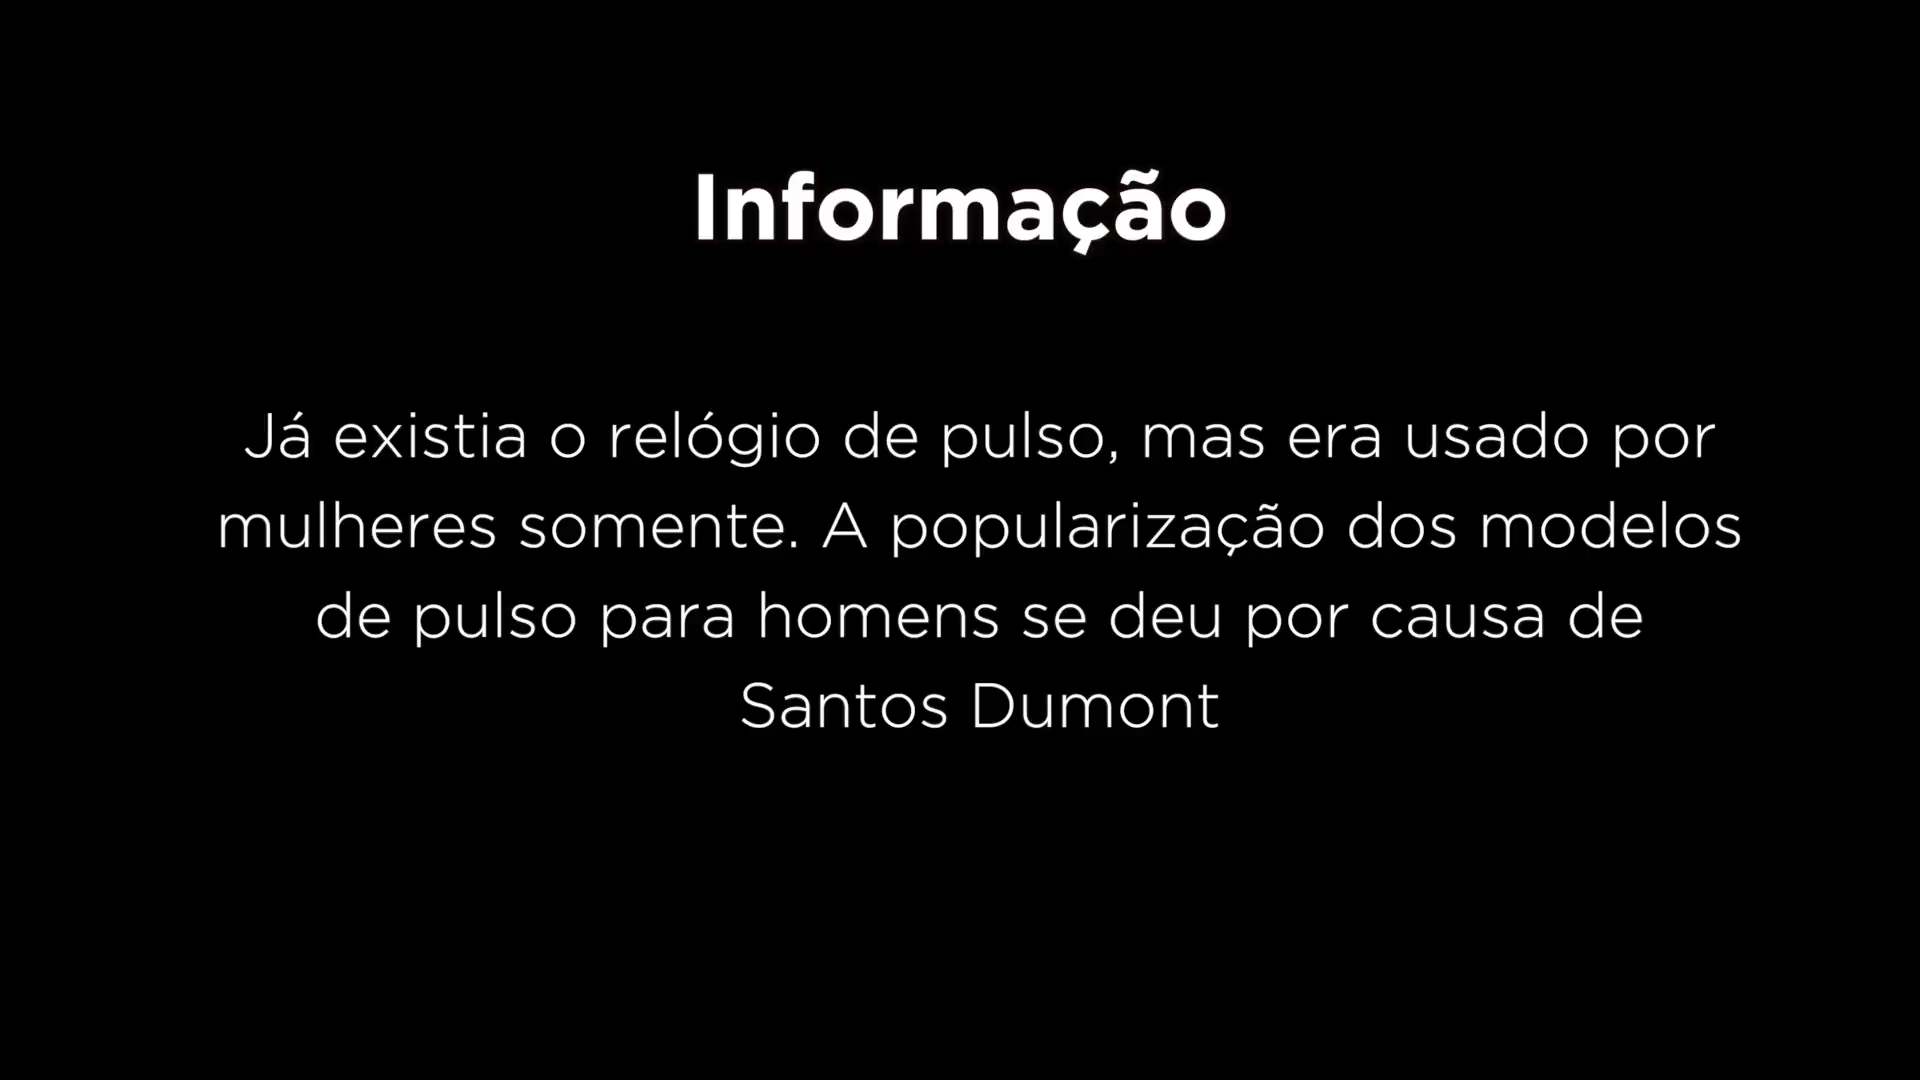 Informação
Já existia o relógio de pulso, mas era usado por
mulheres somente. A popularização dos modelos
de pulso para homens se deu por causa de
Santos Dumont